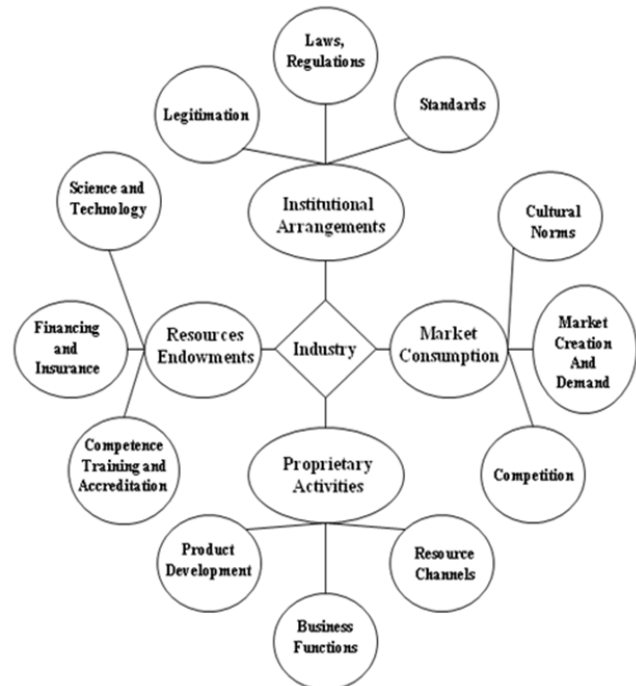 Laws,
Regulations
Legitimation
Standards
Science and
Technology
Institutional
Arrangements
Cultural
Norms
Financing
and
Insurance
Resources
Endowments
Industry
Market
Consumption
Market
Creation
And
Demand
Competence
Training and
Accreditation
Proprietary
Activities
Competition
Product
Development
Resource
Channels
Business
Functions